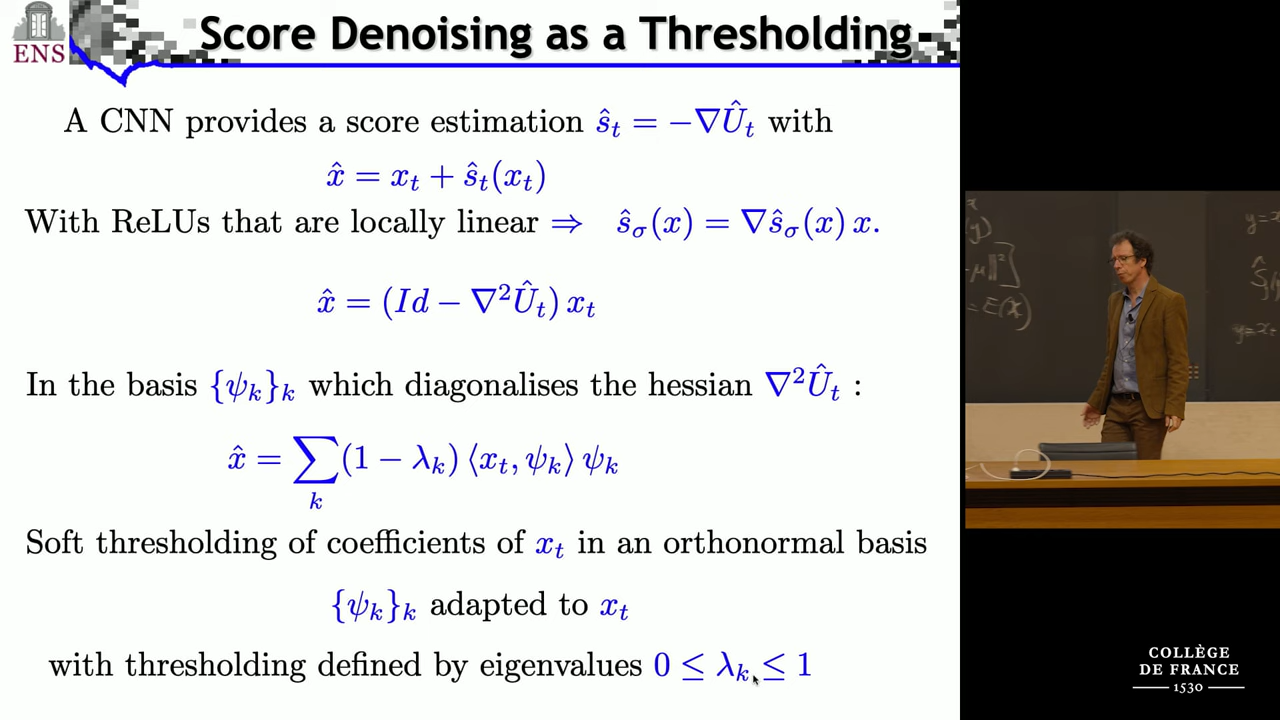 ENS
Score Denoising as a Thresholding
A CNN provides a score estimation ŝ_t = −∇Û_t with
x̂ = x_t + ŝ_t(x_t)
With ReLUs that are locally linear ⇒ ŝ_σ(x) = ∇ŝ_σ(x) x.
x̂ = (Id − ∇²Û_t) x_t
In the basis {ψ_k}_k which diagonalises the hessian ∇²Û_t :
x̂ = ∑_k (1 − λ_k) ⟨x_t, ψ_k⟩ ψ_k
Soft thresholding of coefficients of x_t in an orthonormal basis
{ψ_k}_k adapted to x_t
with thresholding defined by eigenvalues 0 ≤ λ_k ≤ 1
= E(x)
COLLÈGE
DE FRANCE
1530